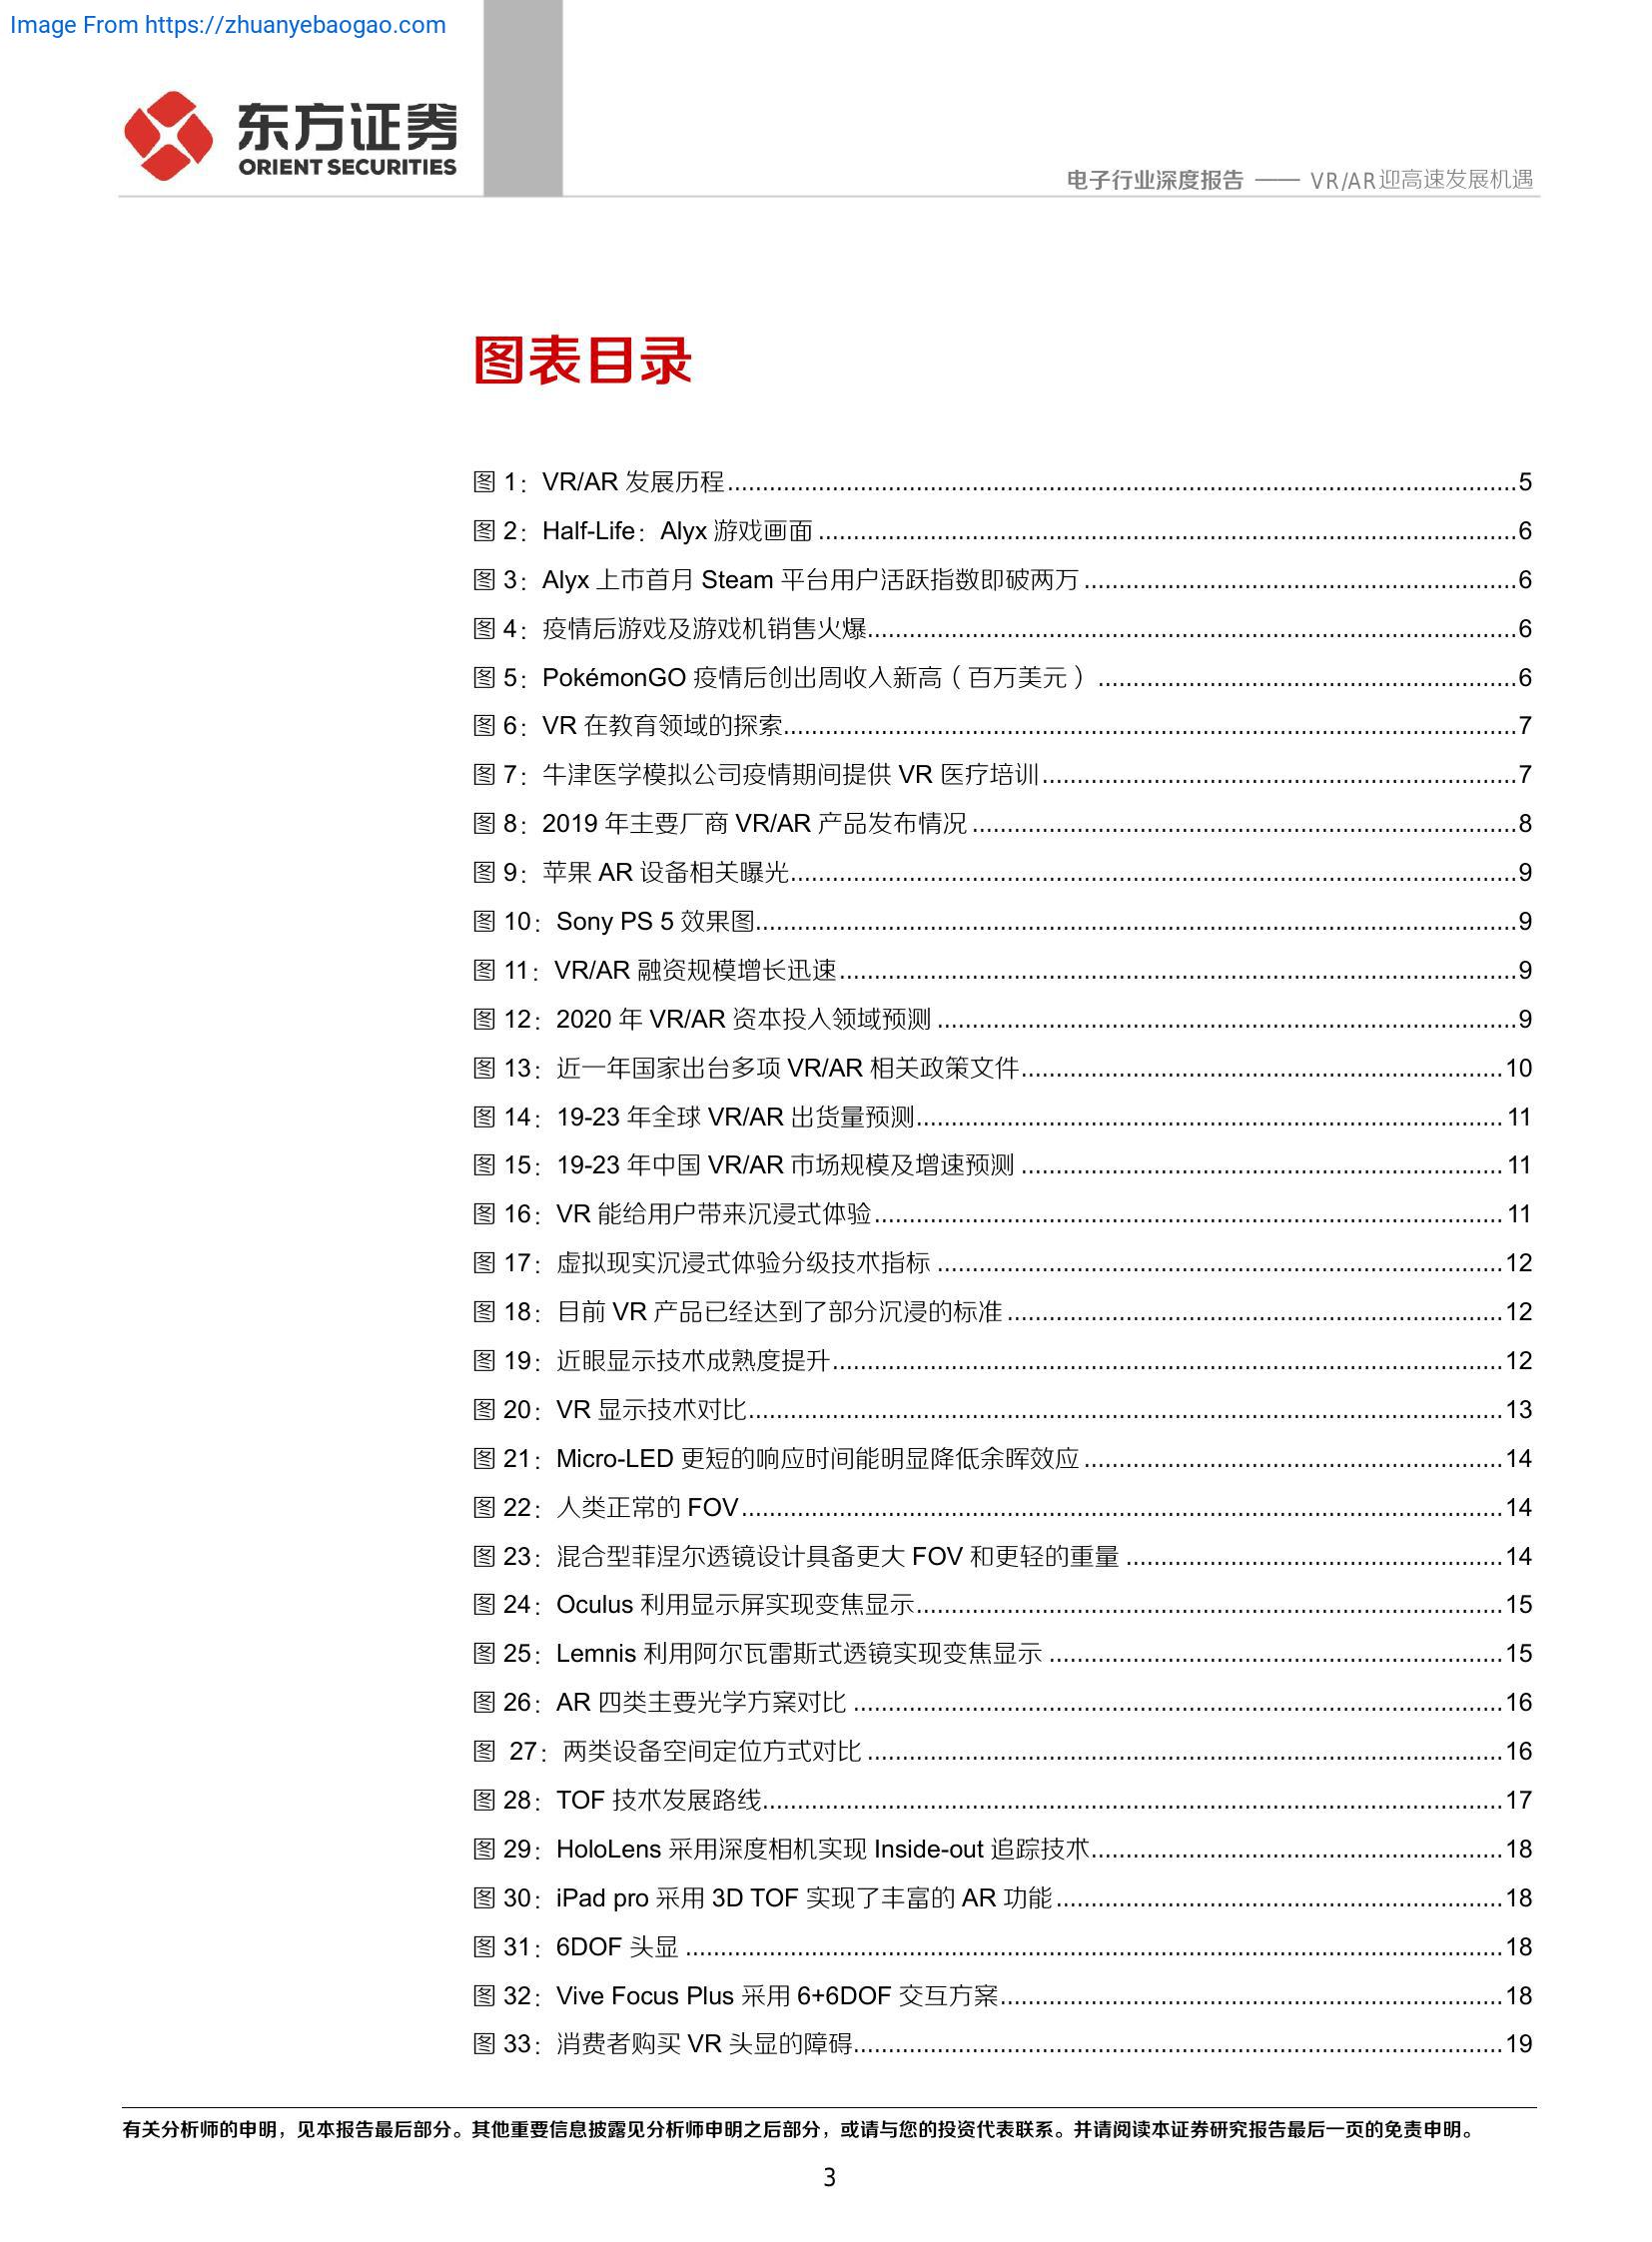 Image From https://zhuanyebaogao.com
东方证券
ORIENT SECURITIES
电子行业深度报告 —— VR/AR迎高速发展机遇
图表目录
图 1：VR/AR 发展历程........................5
图 2：Half-Life：Alyx 游戏画面........................6
图 3：Alyx 上市首月 Steam 平台用户活跃指数即破两万........................6
图 4：疫情后游戏及游戏机销售火爆........................6
图 5：PokémonGO 疫情后创出周收入新高（百万美元）........................6
图 6：VR 在教育领域的探索........................7
图 7：牛津医学模拟公司疫情期间提供 VR 医疗培训........................7
图 8：2019 年主要厂商 VR/AR 产品发布情况........................8
图 9：苹果 AR 设备相关曝光........................9
图 10：Sony PS 5 效果图........................9
图 11：VR/AR 融资规模增长迅速........................9
图 12：2020 年 VR/AR 资本投入领域预测........................9
图 13：近一年国家出台多项 VR/AR 相关政策文件........................10
图 14：19-23 年全球 VR/AR 出货量预测........................11
图 15：19-23 年中国 VR/AR 市场规模及增速预测........................11
图 16：VR 能给用户带来沉浸式体验........................11
图 17：虚拟现实沉浸式体验分级技术指标........................12
图 18：目前 VR 产品已经达到了部分沉浸的标准........................12
图 19：近眼显示技术成熟度提升........................12
图 20：VR 显示技术对比........................13
图 21：Micro-LED 更短的响应时间能明显降低余晖效应........................14
图 22：人类正常的 FOV........................14
图 23：混合型菲涅尔透镜设计具备更大 FOV 和更轻的重量........................14
图 24：Oculus 利用显示屏实现变焦显示........................15
图 25：Lemnis 利用阿尔瓦雷斯式透镜实现变焦显示........................15
图 26：AR 四类主要光学方案对比........................16
图 27：两类设备空间定位方式对比........................16
图 28：TOF 技术发展路线........................17
图 29：HoloLens 采用深度相机实现 Inside-out 追踪技术........................18
图 30：iPad pro 采用 3D TOF 实现了丰富的 AR 功能........................18
图 31：6DOF 头显........................18
图 32：Vive Focus Plus 采用 6+6DOF 交互方案........................18
图 33：消费者购买 VR 头显的障碍........................19
有关分析师的申明，见本报告最后部分。其他重要信息披露见分析师申明之后部分，或请与您的投资代表联系。并请阅读本证券研究报告最后一页的免责申明。
3